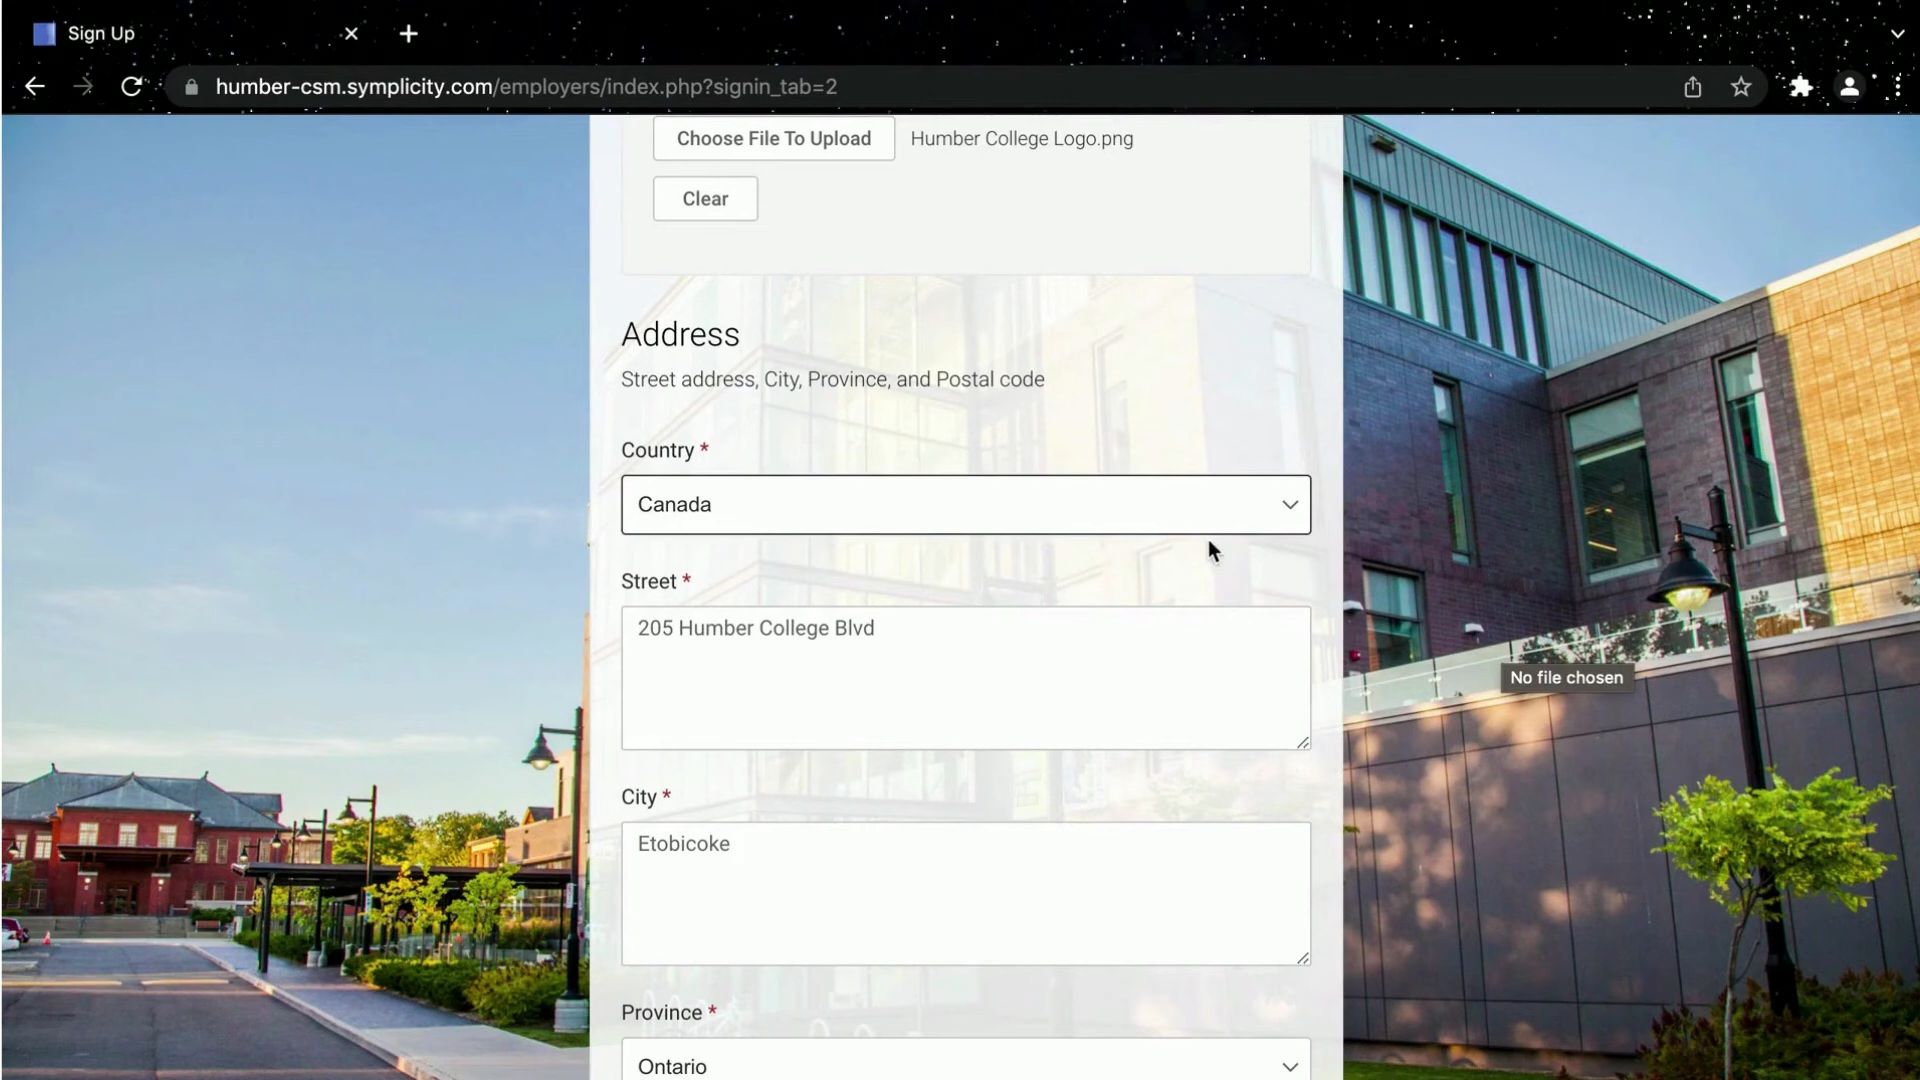 Sign Up
humber-csm.symplicity.com/employers/index.php?signin_tab=2
Choose File To Upload Humber College Logo.png
Clear
Address
Street address, City, Province, and Postal code
Country *
Canada
Street *
205 Humber College Blvd
No file chosen
City *
Etobicoke
Province *
Ontario